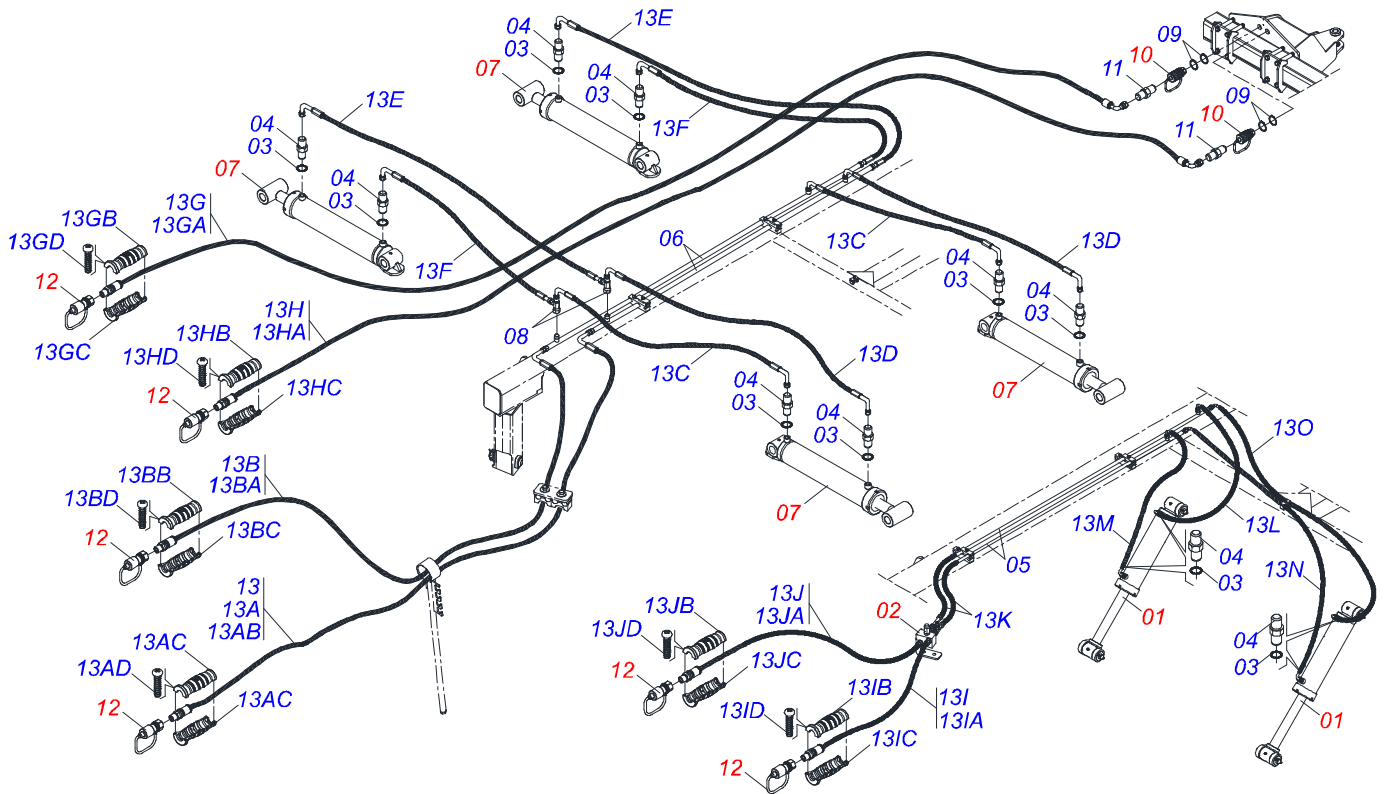 13E
04
03
07
04
03
13F
09
10
11
09
10
11
13E
04
03
07
04
03
13F
13G
13GA
13GB
13GD
12
13GC
06
13C
13D
04
03
04
03
07
13H
13HA
13HB
13HD
12
13HC
08
13C
13D
04
03
04
03
07
13B
13BA
13BB
13BD
12
13BC
13
13A
13AB
13AC
13AD
12
13AC
13O
13M
13L
04
03
13N
05
01
04
03
01
02
13K
13J
13JA
13JB
13JD
12
13JC
13I
13IA
13IB
13ID
12
13IC